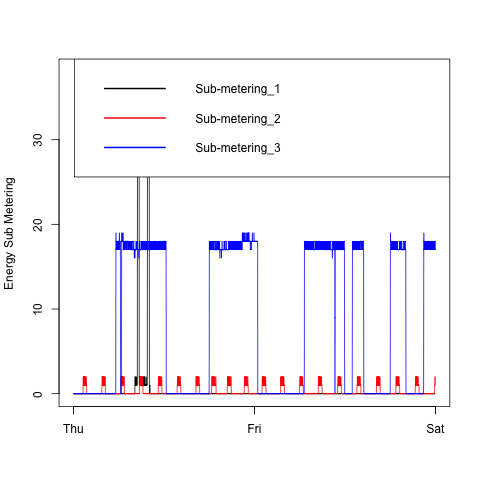 Sub-metering_1
Sub-metering_2
Sub-metering_3
Energy Sub Metering
30
20
10
0
Thu
Fri
Sat